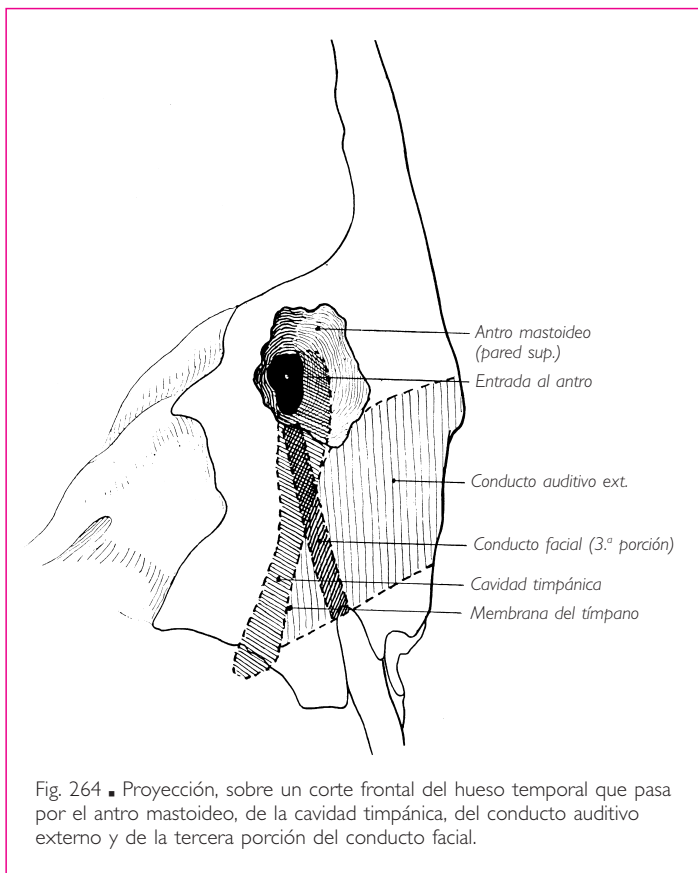 Antro mastoideo
(pared sup.)
Entrada al antro
Conducto auditivo ext.
Conducto facial (3.ª porción)
Cavidad timpánica
Membrana del tímpano
Fig. 264 ▪ Proyección, sobre un corte frontal del hueso temporal que pasa
por el antro mastoideo, de la cavidad timpánica, del conducto auditivo
externo y de la tercera porción del conducto facial.